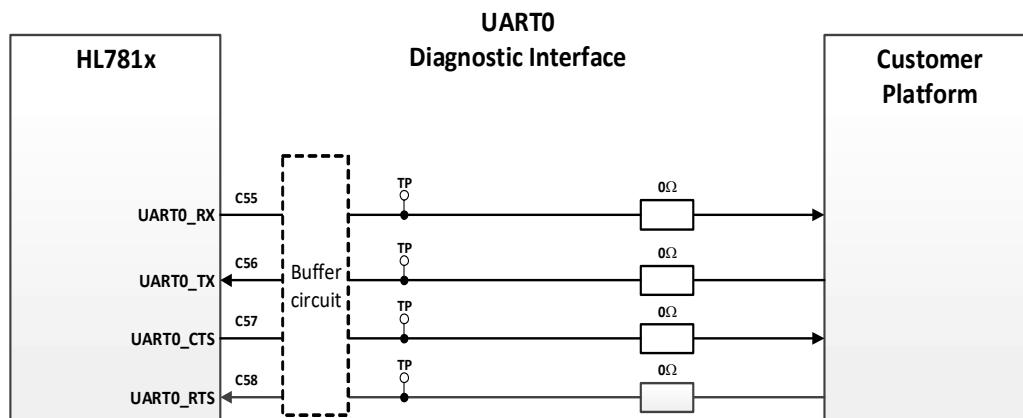 UART0
Diagnostic Interface
HL781x
Customer
Platform
C55
TP
0Ω
UART0_RX
C56
TP
0Ω
UART0_TX
Buffer
circuit
C57
TP
0Ω
UART0_CTS
C58
TP
0Ω
UART0_RTS